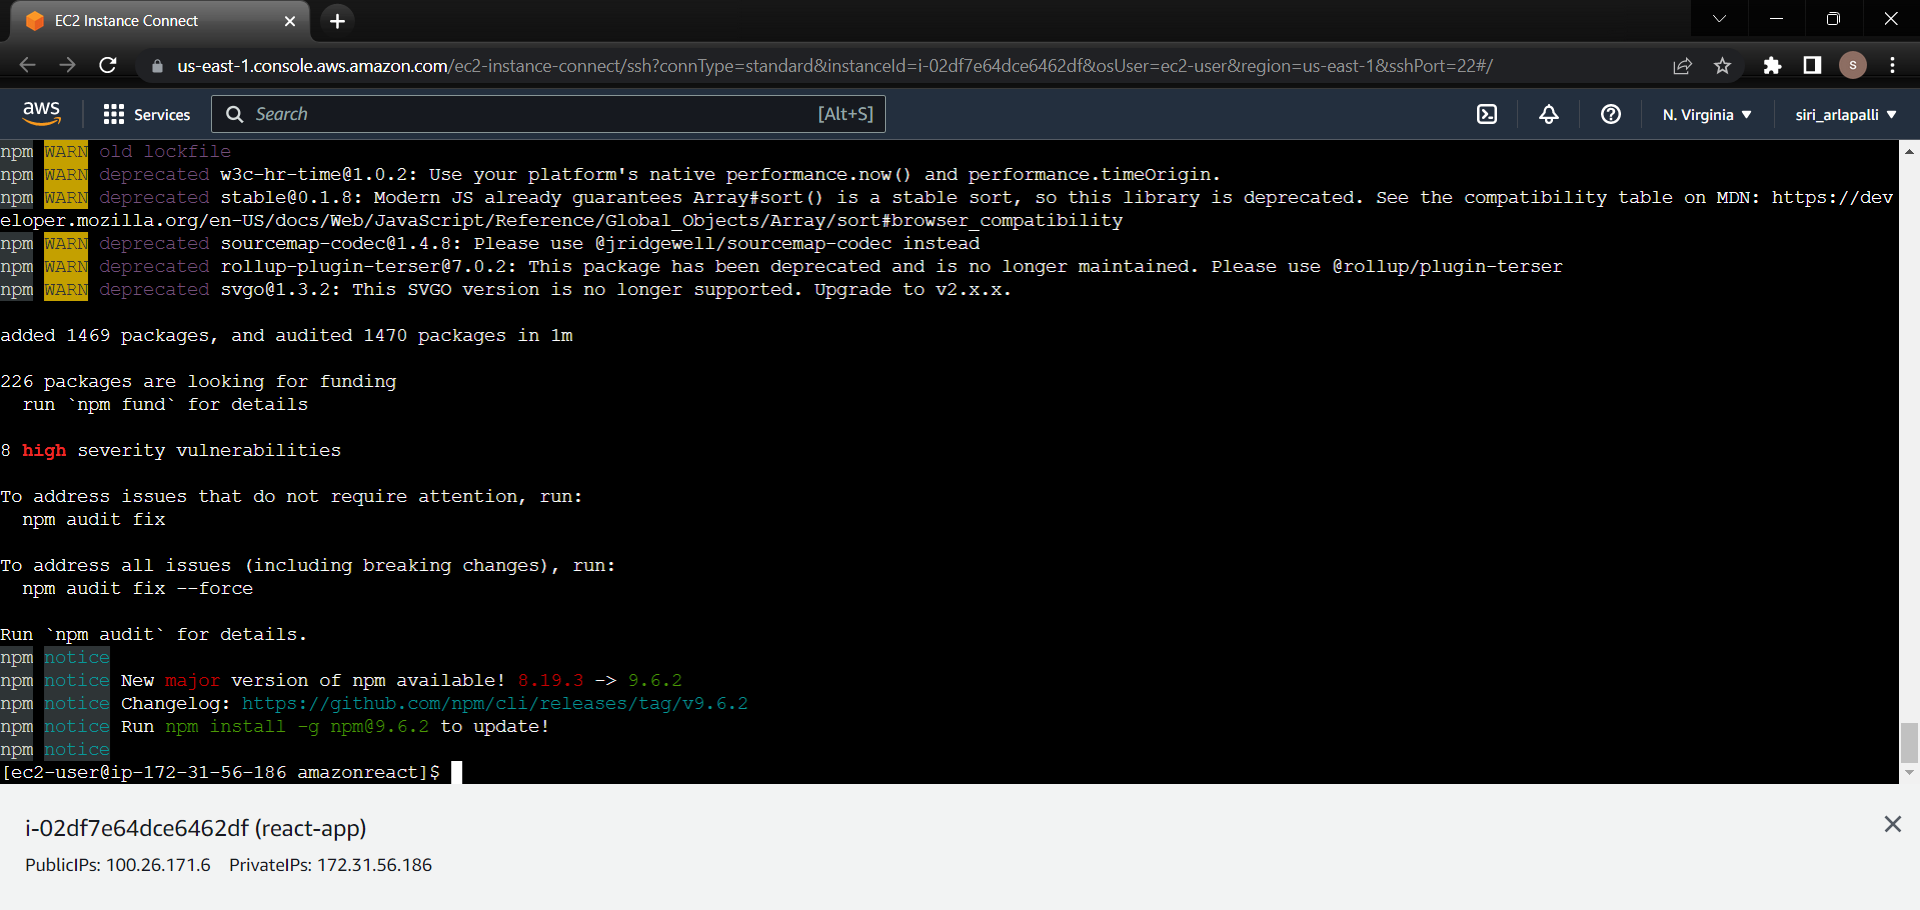 EC2 Instance Connect
us-east-1.console.aws.amazon.com/ec2-instance-connect/ssh?connType=standard&instanceId=i-02df7e64dce6462df&osUser=ec2-user&region=us-east-1&sshPort=22#/
S
aws Services Search [Alt+S] N. Virginia siri_arlapalli
npm WARN old lockfile
npm WARN deprecated w3c-hr-time@1.0.2: Use your platform's native performance.now() and performance.timeOrigin.
npm WARN deprecated stable@0.1.8: Modern JS already guarantees Array#sort() is a stable sort, so this library is deprecated. See the compatibility table on MDN: https://dev
eloper.mozilla.org/en-US/docs/Web/JavaScript/Reference/Global_Objects/Array/sort#browser_compatibility
npm WARN deprecated sourcemap-codec@1.4.8: Please use @jridgewell/sourcemap-codec instead
npm WARN deprecated rollup-plugin-terser@7.0.2: This package has been deprecated and is no longer maintained. Please use @rollup/plugin-terser
npm WARN deprecated svgo@1.3.2: This SVGO version is no longer supported. Upgrade to v2.x.x.
added 1469 packages, and audited 1470 packages in 1m
226 packages are looking for funding
run `npm fund` for details
8 high severity vulnerabilities
To address issues that do not require attention, run:
npm audit fix
To address all issues (including breaking changes), run:
npm audit fix --force
Run `npm audit` for details.
npm notice
npm notice New major version of npm available! 8.19.3 -> 9.6.2
npm notice Changelog: https://github.com/npm/cli/releases/tag/v9.6.2
npm notice Run npm install -g npm@9.6.2 to update!
npm notice
[ec2-user@ip-172-31-56-186 amazonreact]$
i-02df7e64dce6462df (react-app)
PublicIPs: 100.26.171.6 PrivateIPs: 172.31.56.186